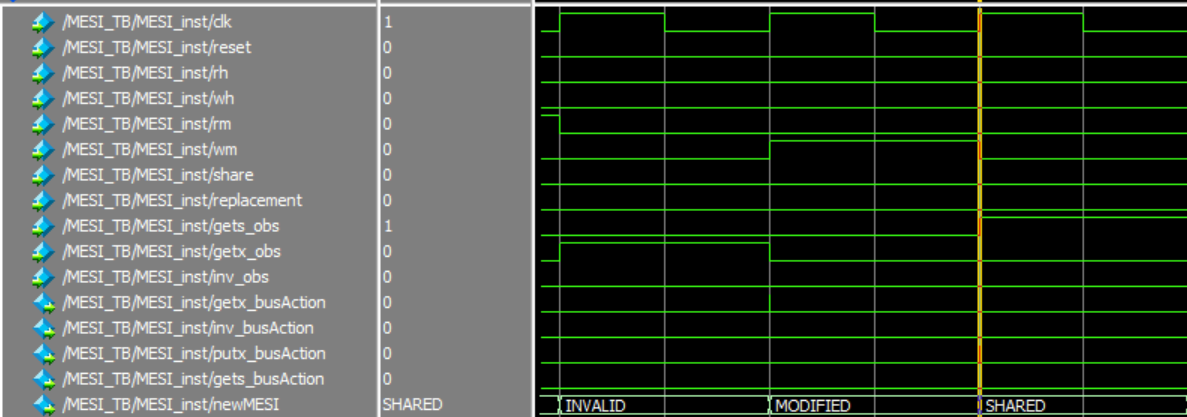 /MESI_TB/MESI_inst/clk 1
/MESI_TB/MESI_inst/reset 0
/MESI_TB/MESI_inst/rh 0
/MESI_TB/MESI_inst/wh 0
/MESI_TB/MESI_inst/rm 0
/MESI_TB/MESI_inst/wm 0
/MESI_TB/MESI_inst/share 0
/MESI_TB/MESI_inst/replacement 0
/MESI_TB/MESI_inst/gets_obs 1
/MESI_TB/MESI_inst/getx_obs 0
/MESI_TB/MESI_inst/inv_obs 0
/MESI_TB/MESI_inst/getx_busAction 0
/MESI_TB/MESI_inst/inv_busAction 0
/MESI_TB/MESI_inst/putx_busAction 0
/MESI_TB/MESI_inst/gets_busAction 0
/MESI_TB/MESI_inst/newMESI SHARED INVALID MODIFIED SHARED